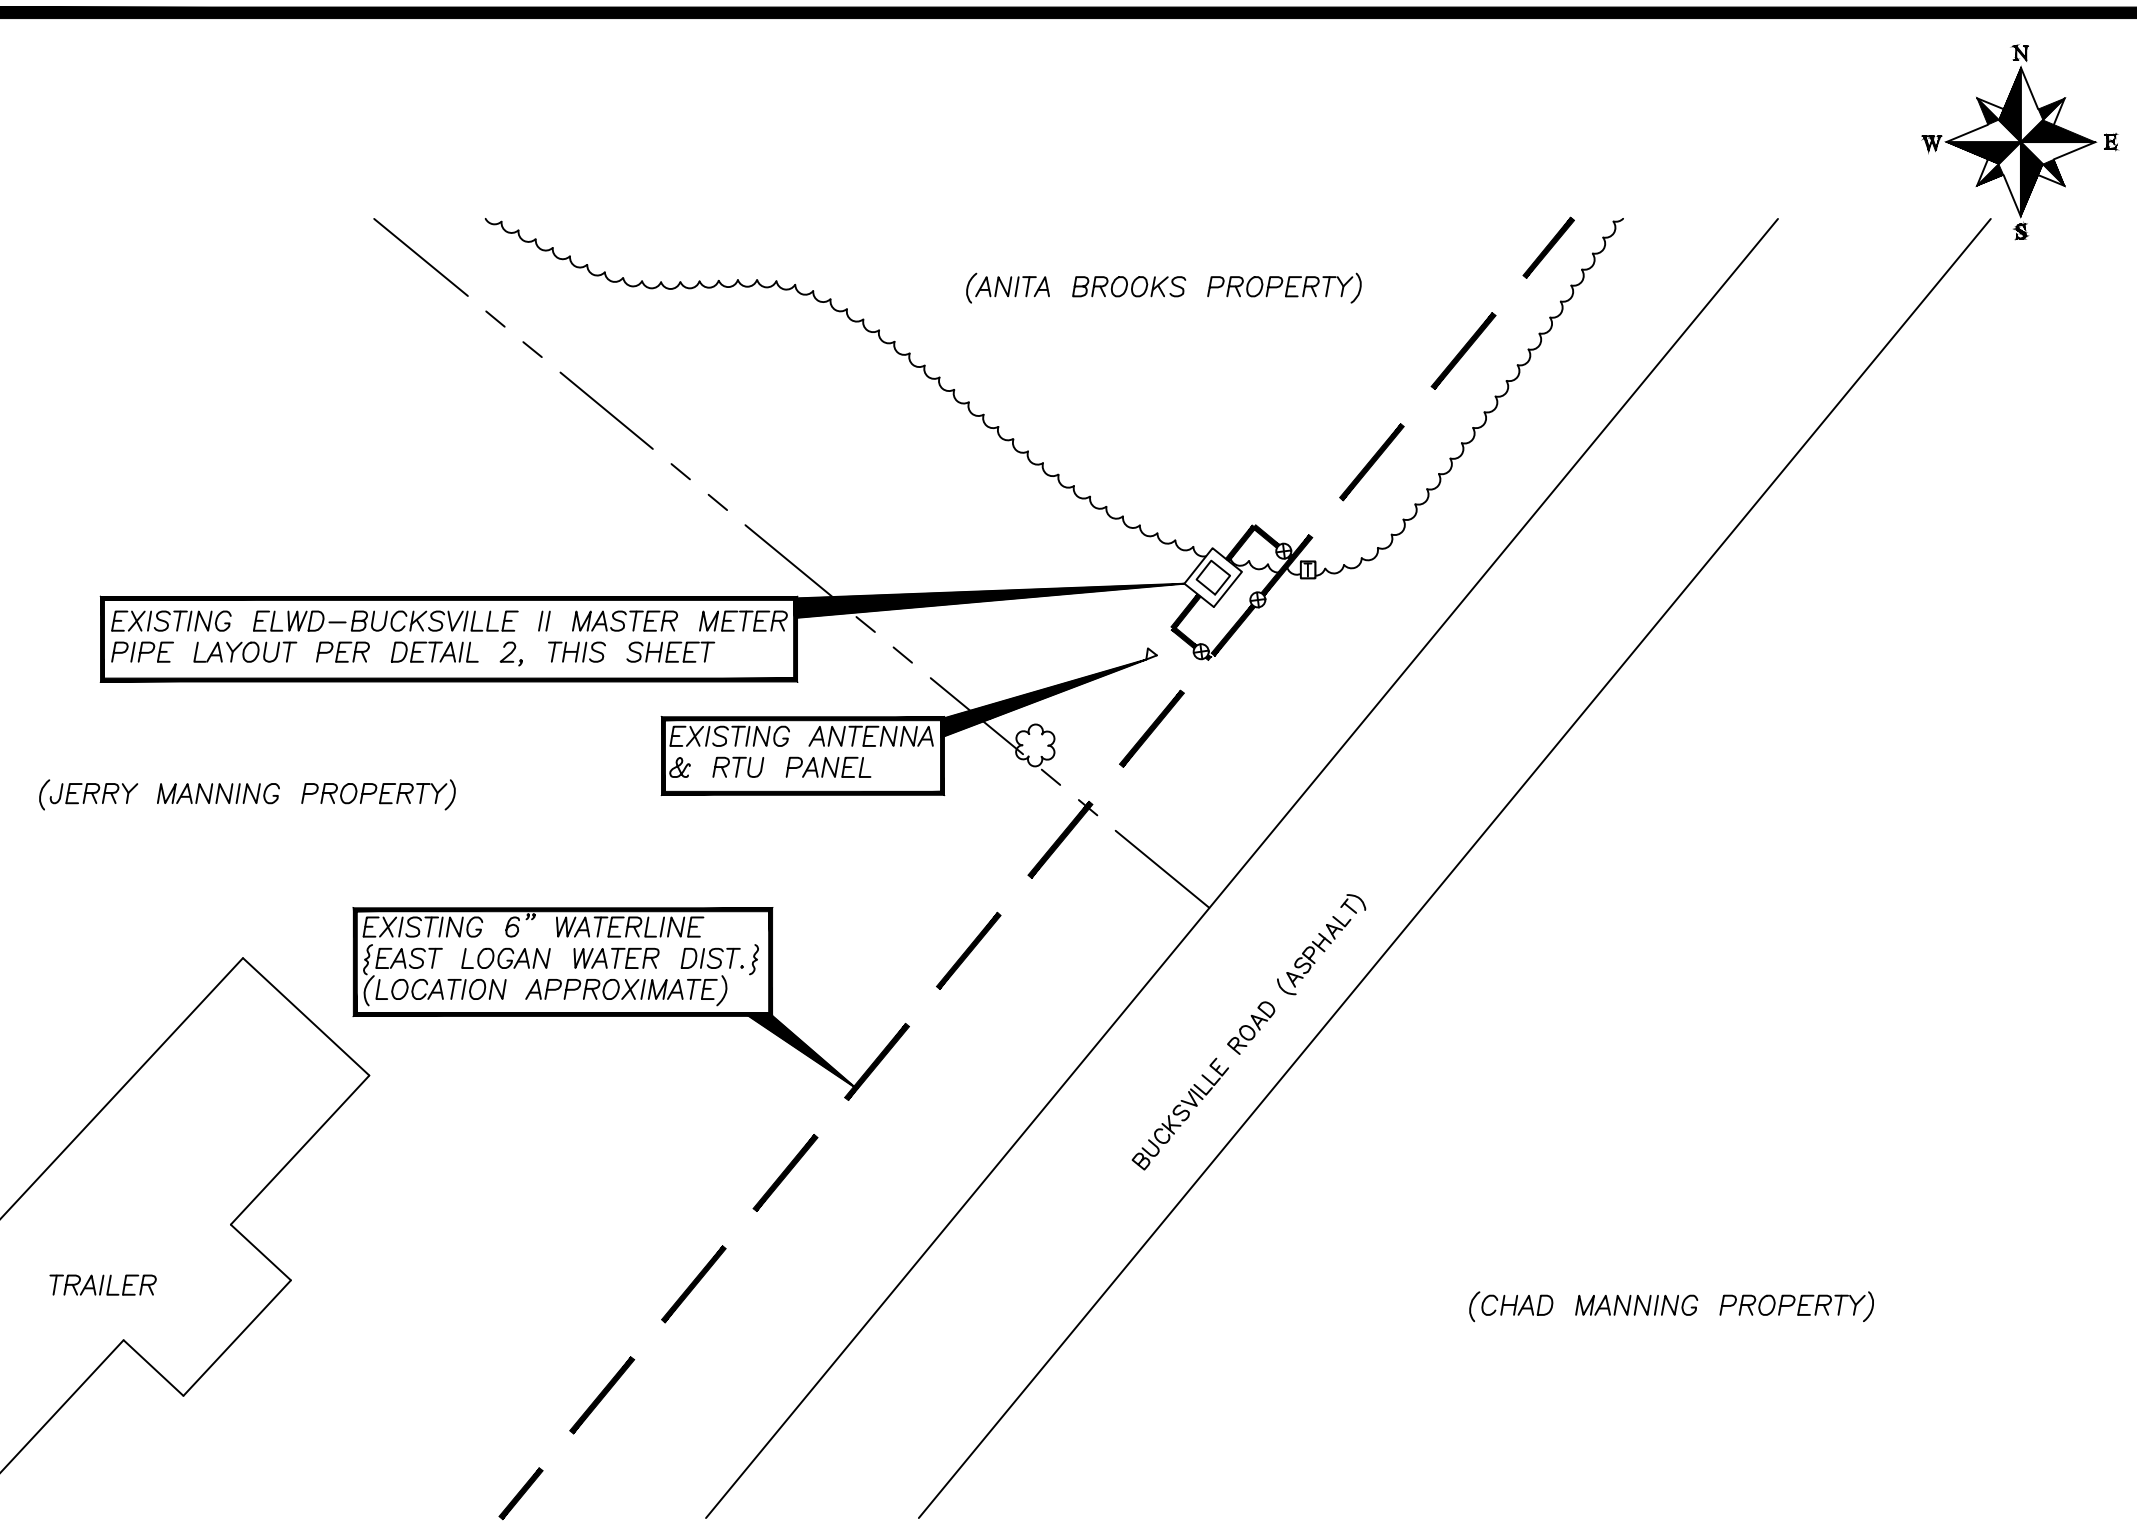 N
W
E
S
(ANITA BROOKS PROPERTY)
EXISTING ELWD-BUCKSVILLE II MASTER METER
PIPE LAYOUT PER DETAIL 2, THIS SHEET
T
EXISTING ANTENNA
& RTU PANEL
(JERRY MANNING PROPERTY)
EXISTING 6" WATERLINE
{EAST LOGAN WATER DIST.}
(LOCATION APPROXIMATE)
BUCKSVILLE ROAD (ASPHALT)
TRAILER
(CHAD MANNING PROPERTY)